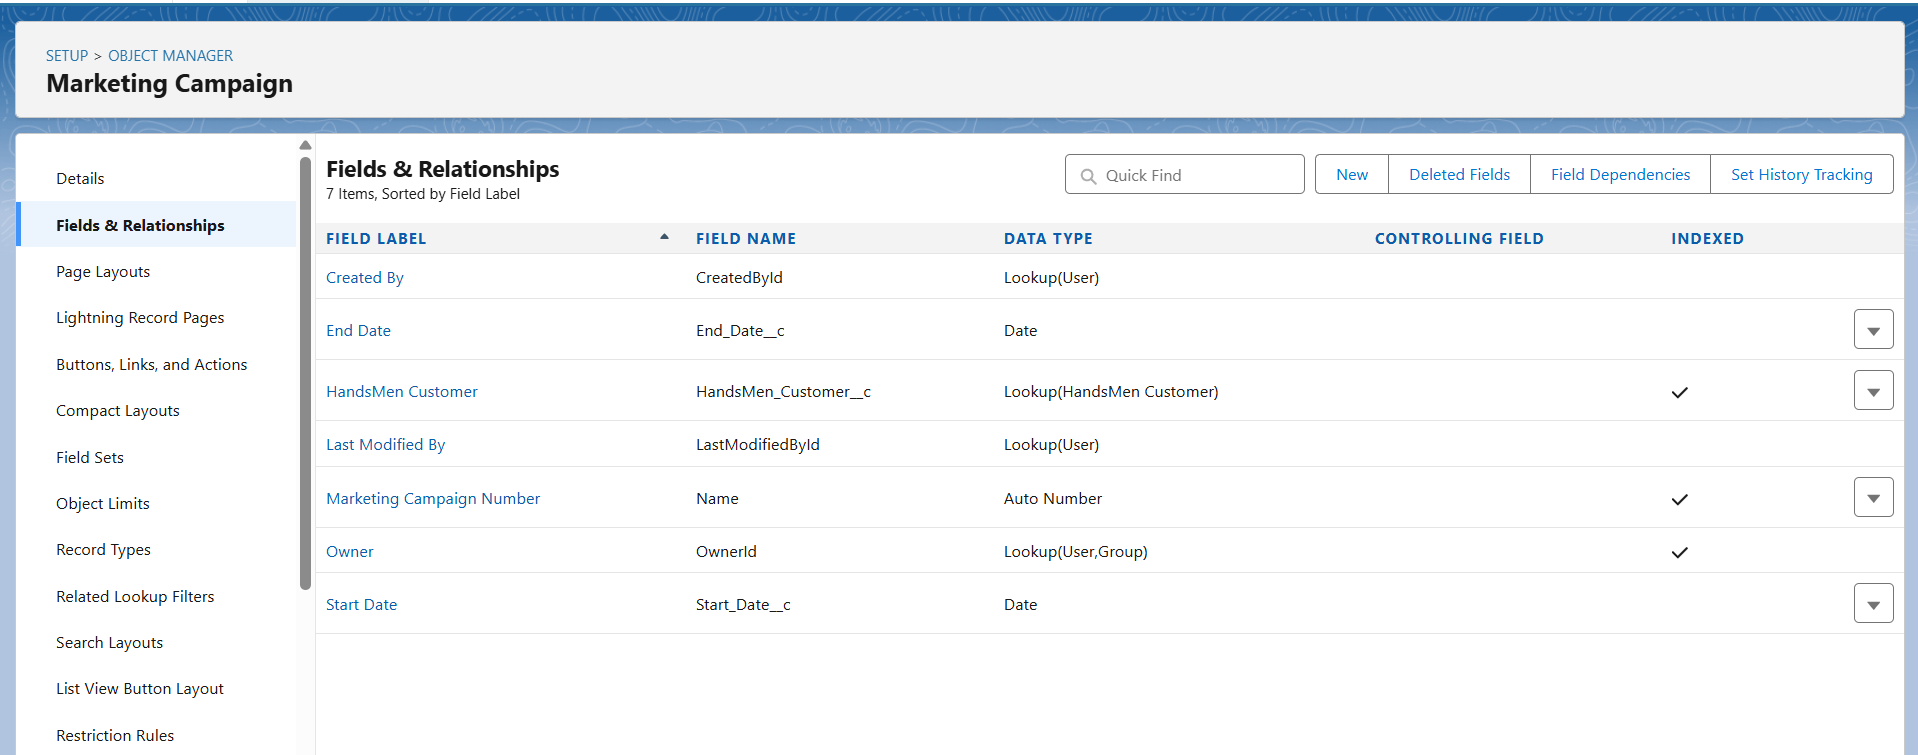 SETUP > OBJECT MANAGER
Marketing Campaign
Details
Fields & Relationships
Page Layouts
Lightning Record Pages
Buttons, Links, and Actions
Compact Layouts
Field Sets
Object Limits
Record Types
Related Lookup Filters
Search Layouts
List View Button Layout
Restriction Rules
Fields & Relationships
7 Items, Sorted by Field Label
Quick Find New Deleted Fields Field Dependencies Set History Tracking
FIELD LABEL FIELD NAME DATA TYPE CONTROLLING FIELD INDEXED
Created By CreatedById Lookup(User)
End Date End_Date__c Date
HandsMen Customer HandsMen_Customer__c Lookup(HandsMen Customer)
Last Modified By LastModifiedById Lookup(User)
Marketing Campaign Number Name Auto Number
Owner OwnerId Lookup(User,Group)
Start Date Start_Date__c Date